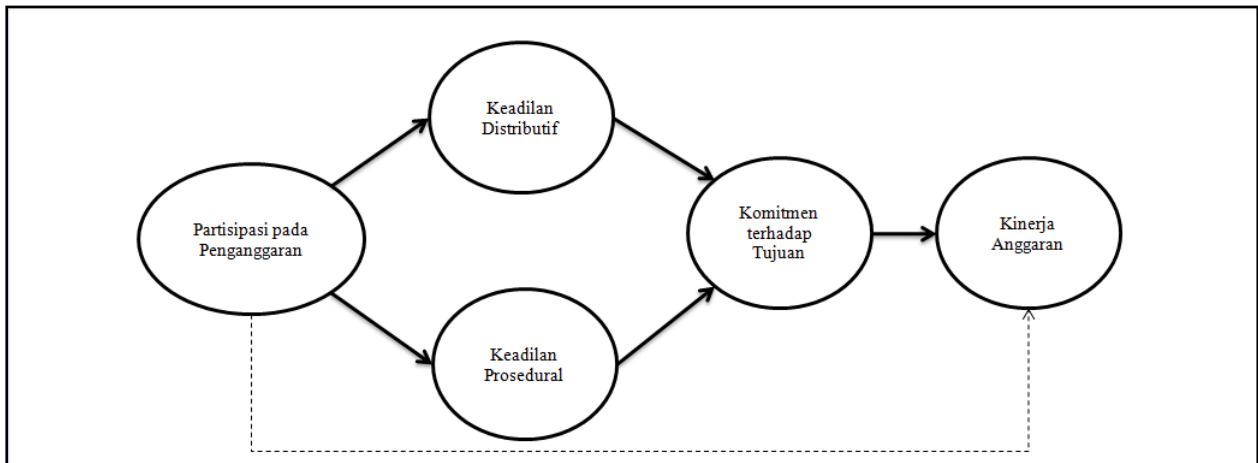 Keadilan
Distributif
Partisipasi pada
Penganggaran
Komitmen
terhadap
Tujuan
Kinerja
Anggaran
Keadilan
Prosedural